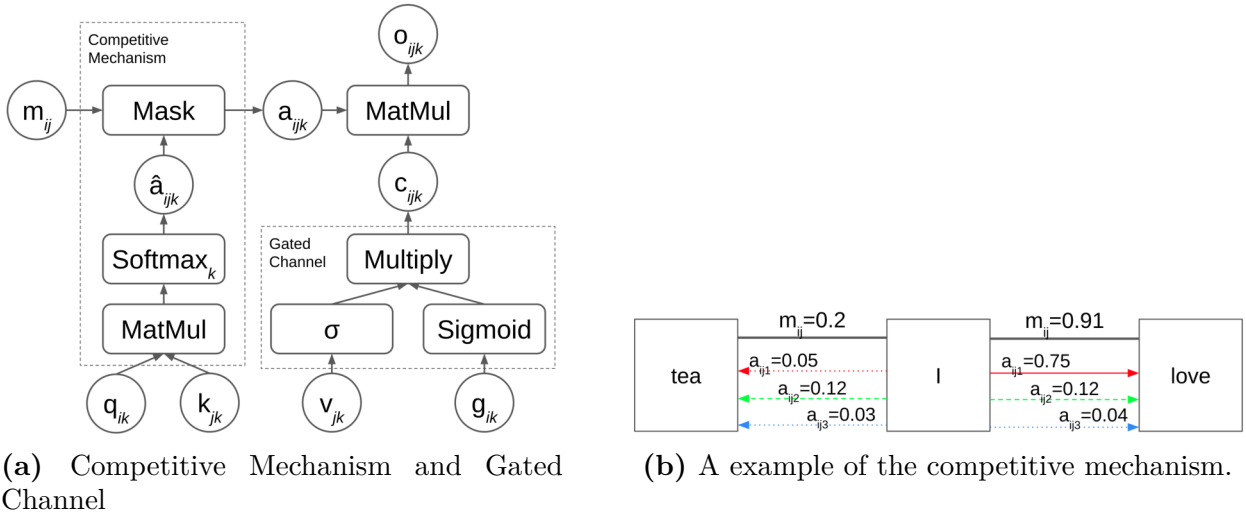 Competitive
Mechanism
o_ijk
m_ij
Mask
a_ijk
MatMul
â_ijk
c_ijk
Gated
Channel
Softmax_k
Multiply
MatMul
σ
Sigmoid
q_ik
k_jk
v_jk
g_ik
(a) Competitive Mechanism and Gated
Channel
m_ij=0.2
m_ij=0.91
tea
a_ij1=0.05
a_ij2=0.12
a_ij3=0.03
I
a_ij1=0.75
a_ij2=0.12
a_ij3=0.04
love
(b) A example of the competitive mechanism.